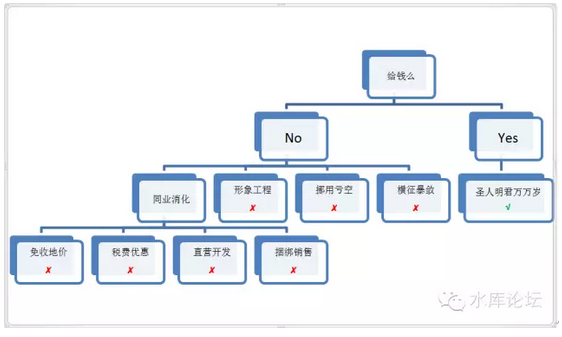 给钱么
No
Yes
同业消化
形象工程
✗
挪用亏空
✗
横征暴敛
✗
圣人明君万万岁
√
免收地价
✗
税费优惠
✗
直营开发
✗
捆绑销售
✗
水库论坛